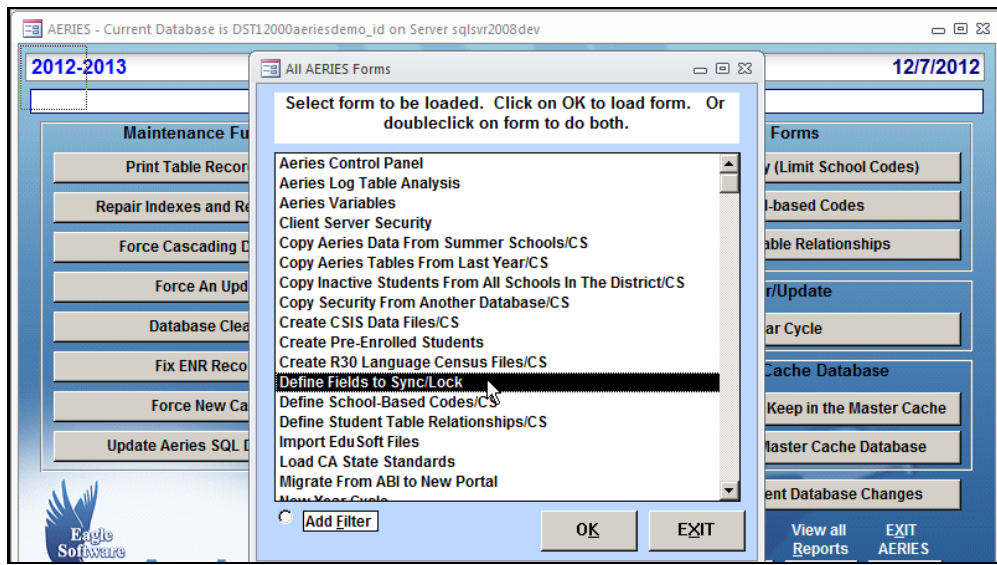 AERIES - Current Database is DST12000aeriesdemo_id on Server sqlsvr2008dev
2012-2013
12/7/2012
All AERIES Forms
Select form to be loaded. Click on OK to load form. Or
doubleclick on form to do both.
Aeries Control Panel
Aeries Log Table Analysis
Aeries Variables
Client Server Security
Copy Aeries Data From Summer Schools/CS
Copy Aeries Tables From Last Year/CS
Copy Inactive Students From All Schools In The District/CS
Copy Security From Another Database/CS
Create CSIS Data Files/CS
Create Pre-Enrolled Students
Create R30 Language Census Files/CS
Define Fields to Sync/Lock
Define School-Based Codes/CS
Define Student Table Relationships/CS
Import EduSoft Files
Load CA State Standards
Migrate From ABI to New Portal
New Year Cycle
Add Filter
OK
EXIT
Maintenance Fu
Print Table Recor
Repair Indexes and Re
Force Cascading D
Force An Upd
Database Clea
Fix ENR Reco
Force New Ca
Update Aeries SQL D
Eagle
Software
Forms
y (Limit School Codes)
l-based Codes
able Relationships
r/Update
ar Cycle
Cache Database
Keep in the Master Cache
Master Cache Database
ent Database Changes
View all
Reports
EXIT
AERIES